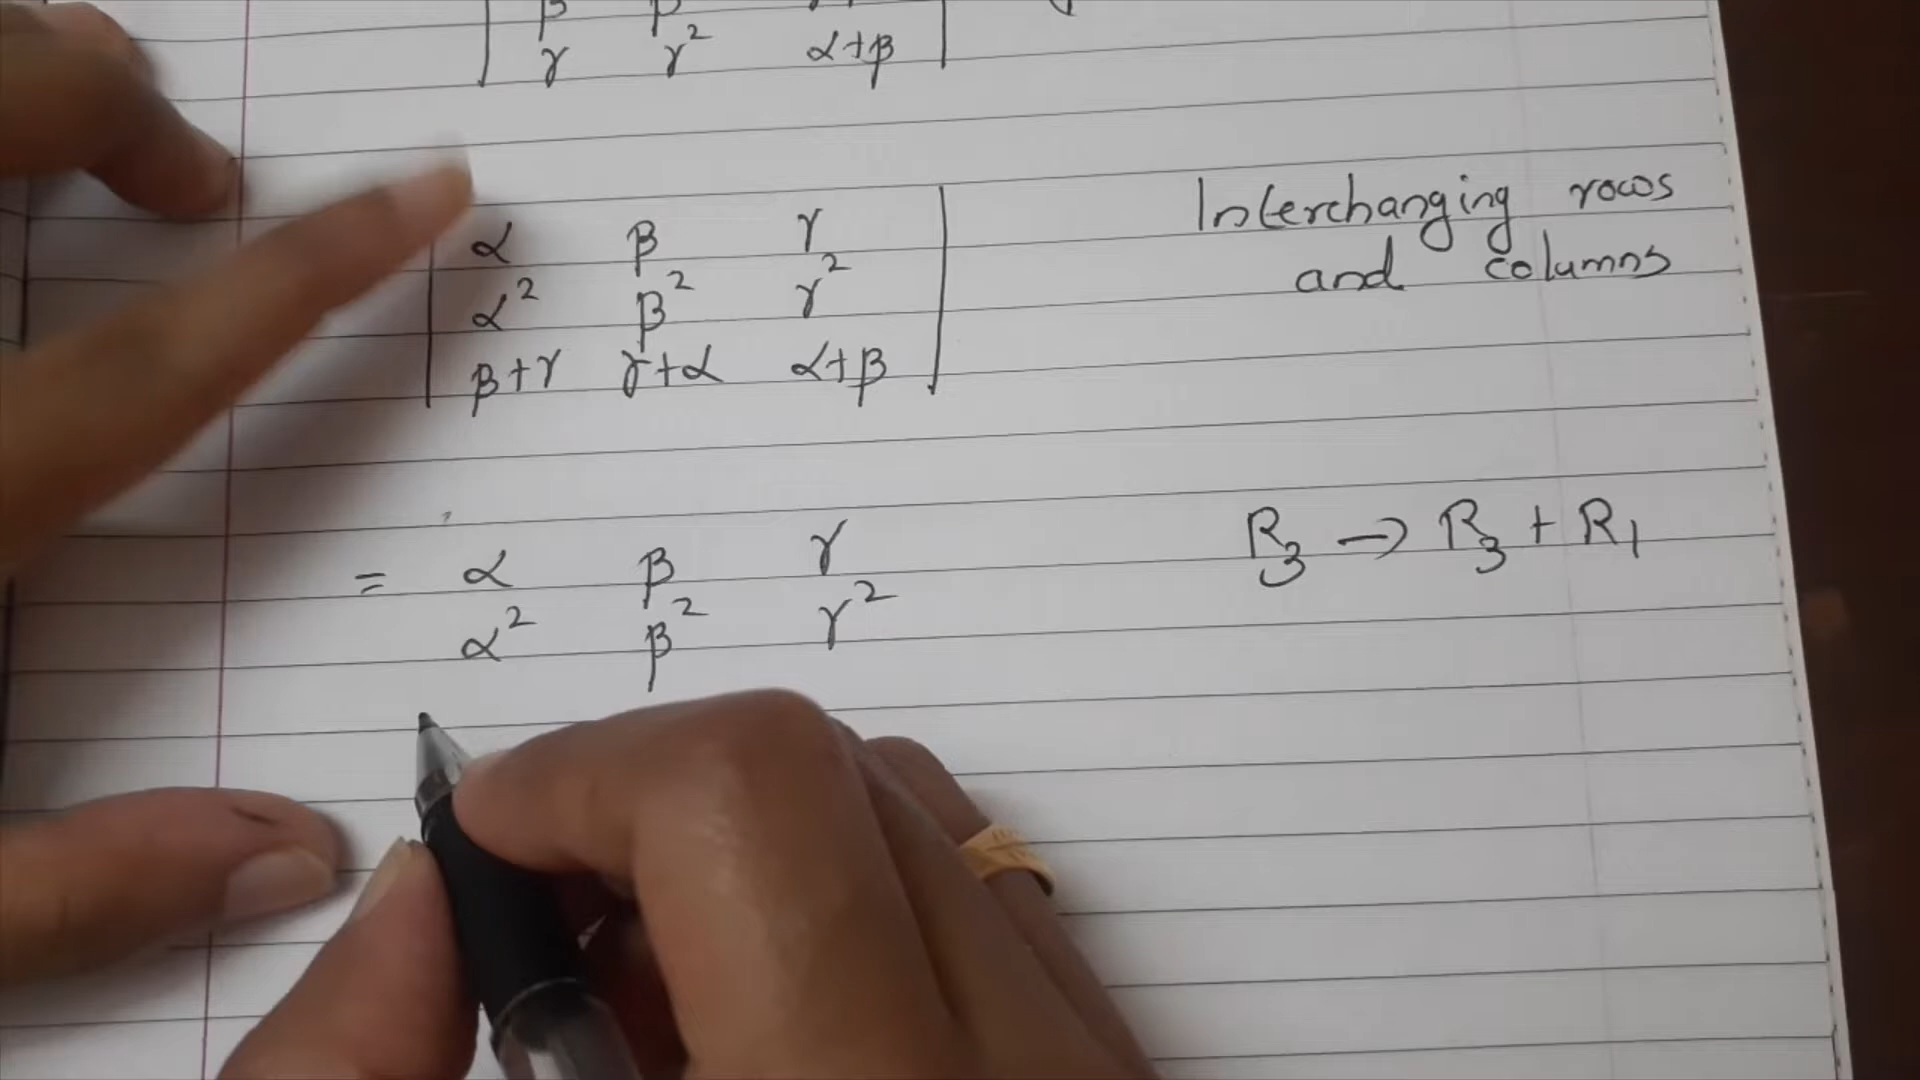 γ γ² α+β |
| α β γ | Interchanging rows
| α² β² γ² | and columns
| β+γ γ+α α+β |
= α β γ R₃ → R₃ + R₁
α² β² γ²